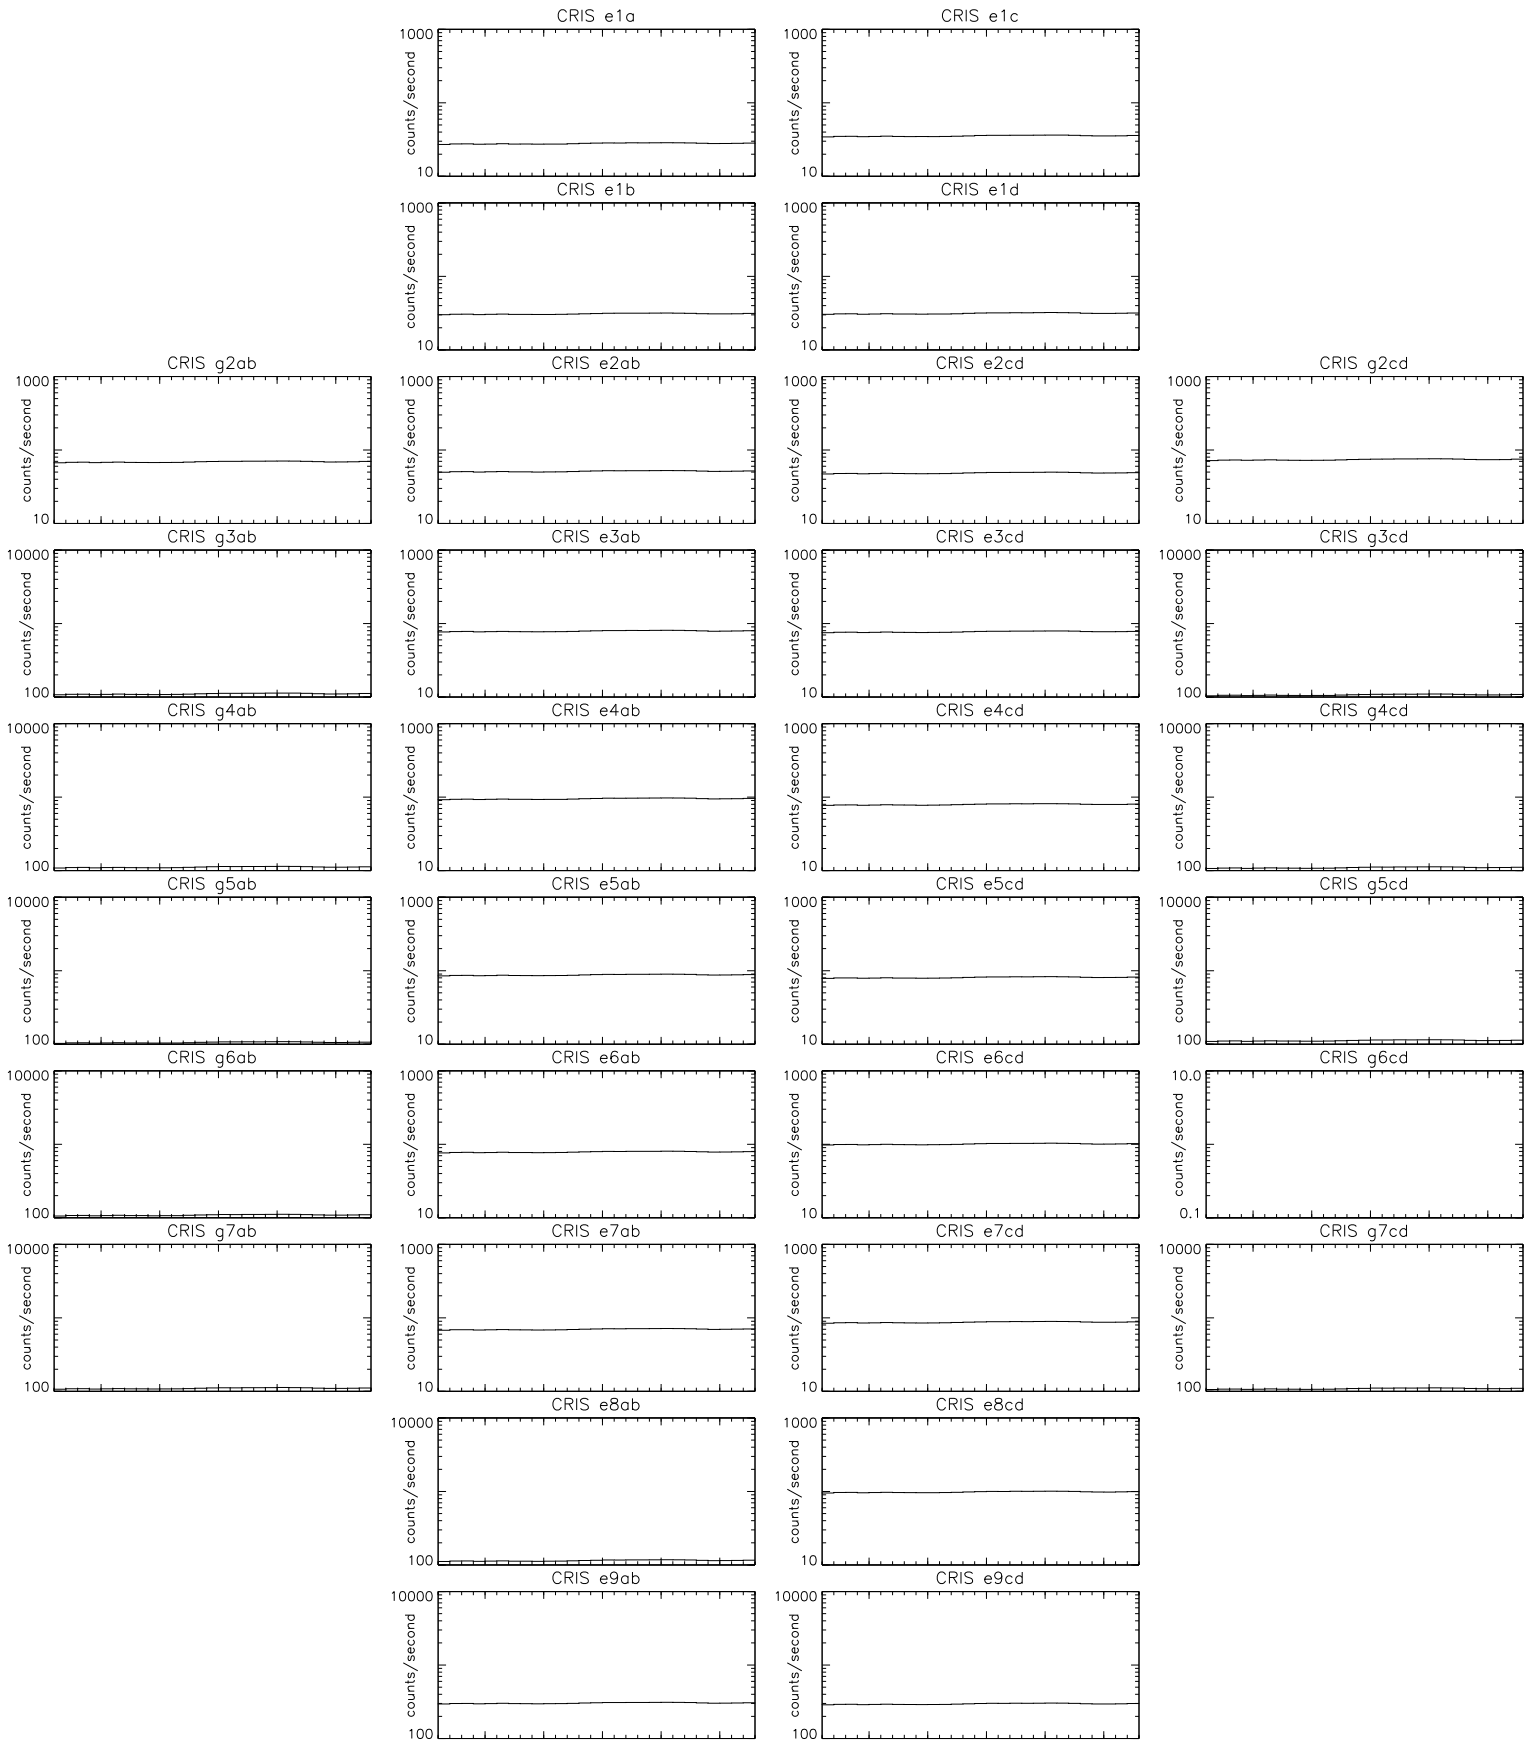 CRIS e1a
1000
counts/second
10
CRIS e1c
1000
counts/second
10
CRIS e1b
1000
counts/second
10
CRIS e1d
1000
counts/second
10
CRIS g2ab
1000
counts/second
10
CRIS e2ab
1000
counts/second
10
CRIS e2cd
1000
counts/second
10
CRIS g2cd
1000
counts/second
10
CRIS g3ab
10000
counts/second
100
CRIS e3ab
1000
counts/second
10
CRIS e3cd
1000
counts/second
10
CRIS g3cd
10000
counts/second
100
CRIS g4ab
10000
counts/second
100
CRIS e4ab
1000
counts/second
10
CRIS e4cd
1000
counts/second
10
CRIS g4cd
10000
counts/second
100
CRIS g5ab
10000
counts/second
100
CRIS e5ab
1000
counts/second
10
CRIS e5cd
1000
counts/second
10
CRIS g5cd
10000
counts/second
100
CRIS g6ab
10000
counts/second
100
CRIS e6ab
1000
counts/second
10
CRIS e6cd
1000
counts/second
10
CRIS g6cd
10.0
counts/second
0.1
CRIS g7ab
10000
counts/second
100
CRIS e7ab
1000
counts/second
10
CRIS e7cd
1000
counts/second
10
CRIS g7cd
10000
counts/second
100
CRIS e8ab
10000
counts/second
100
CRIS e8cd
1000
counts/second
10
CRIS e9ab
10000
counts/second
100
CRIS e9cd
10000
counts/second
100